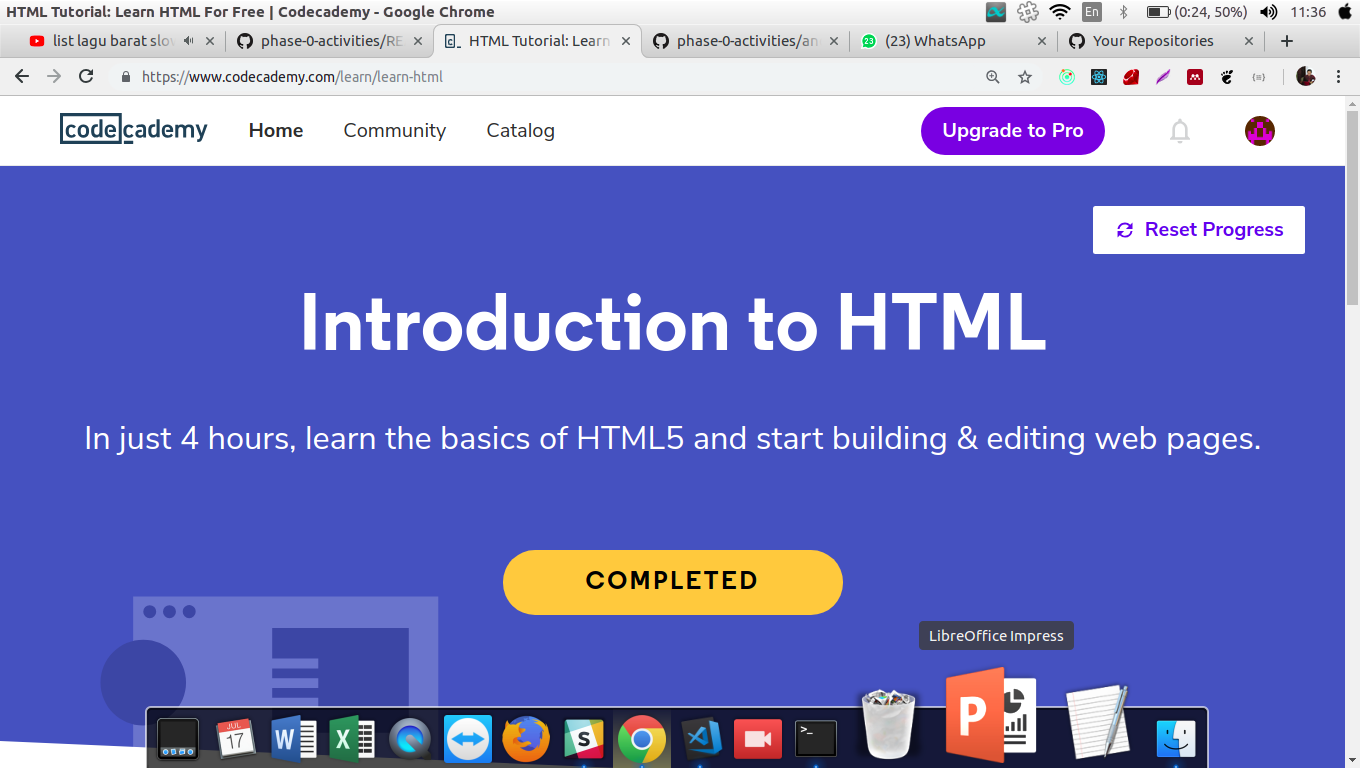 HTML Tutorial: Learn HTML For Free | Codecademy - Google Chrome
En
(0:24, 50%)
11:36
list lagu barat slov
phase-0-activities/RE
HTML Tutorial: Learn
phase-0-activities/an
23
(23) WhatsApp
Your Repositories
https://www.codecademy.com/learn/learn-html
codecademy
Home
Community
Catalog
Upgrade to Pro
Reset Progress
Introduction to HTML
In just 4 hours, learn the basics of HTML5 and start building & editing web pages.
COMPLETED
LibreOffice Impress
JUL
17
W
X
S
>_
P